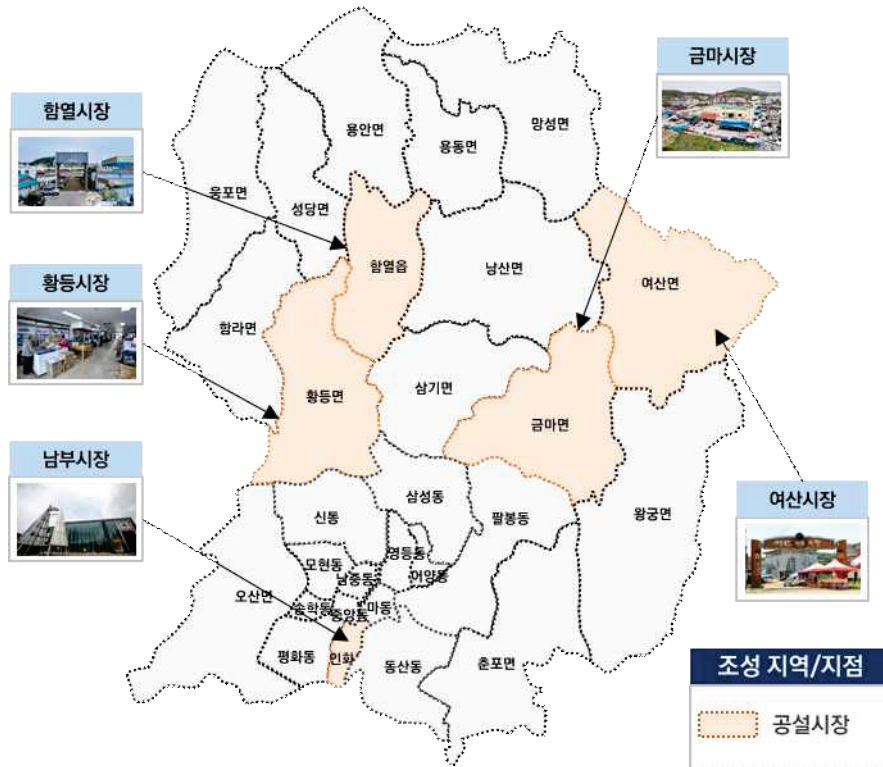 금마시장
함열시장
용안면
망성면
용동면
웅포면
성당면
함열읍
낭산면
여산면
황등시장
함라면
황등면
삼기면
금마면
남부시장
삼성동
신동
팔봉동
왕궁면
여산시장
영등동
모현동
남중동
어양동
오산면
송학동
중앙동
마동
평화동
인화
동산동
춘포면
조성 지역/지점
공설시장